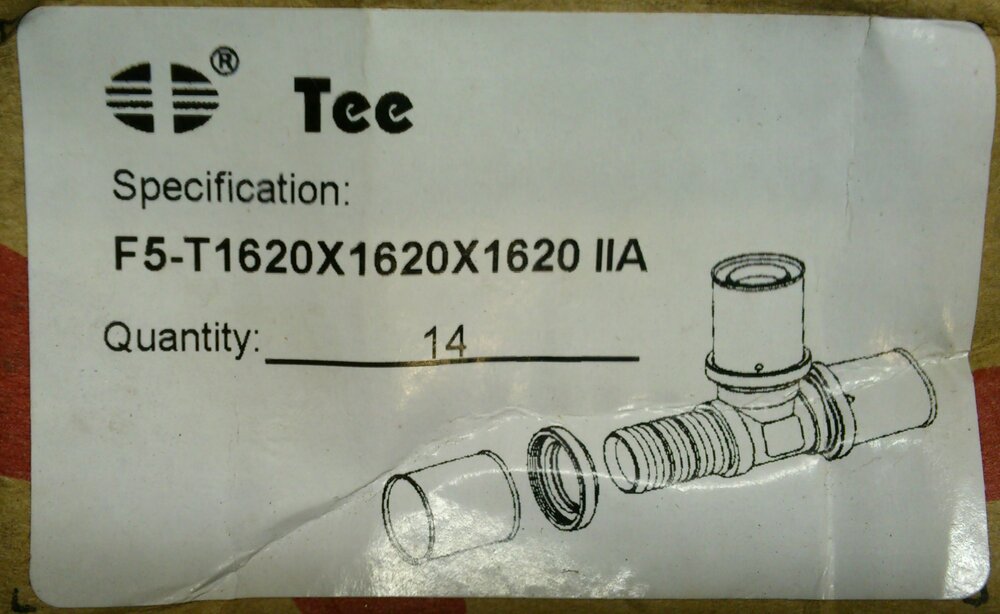 ® Tee
Specification:
F5-T1620X1620X1620 IIA
Quantity: 14